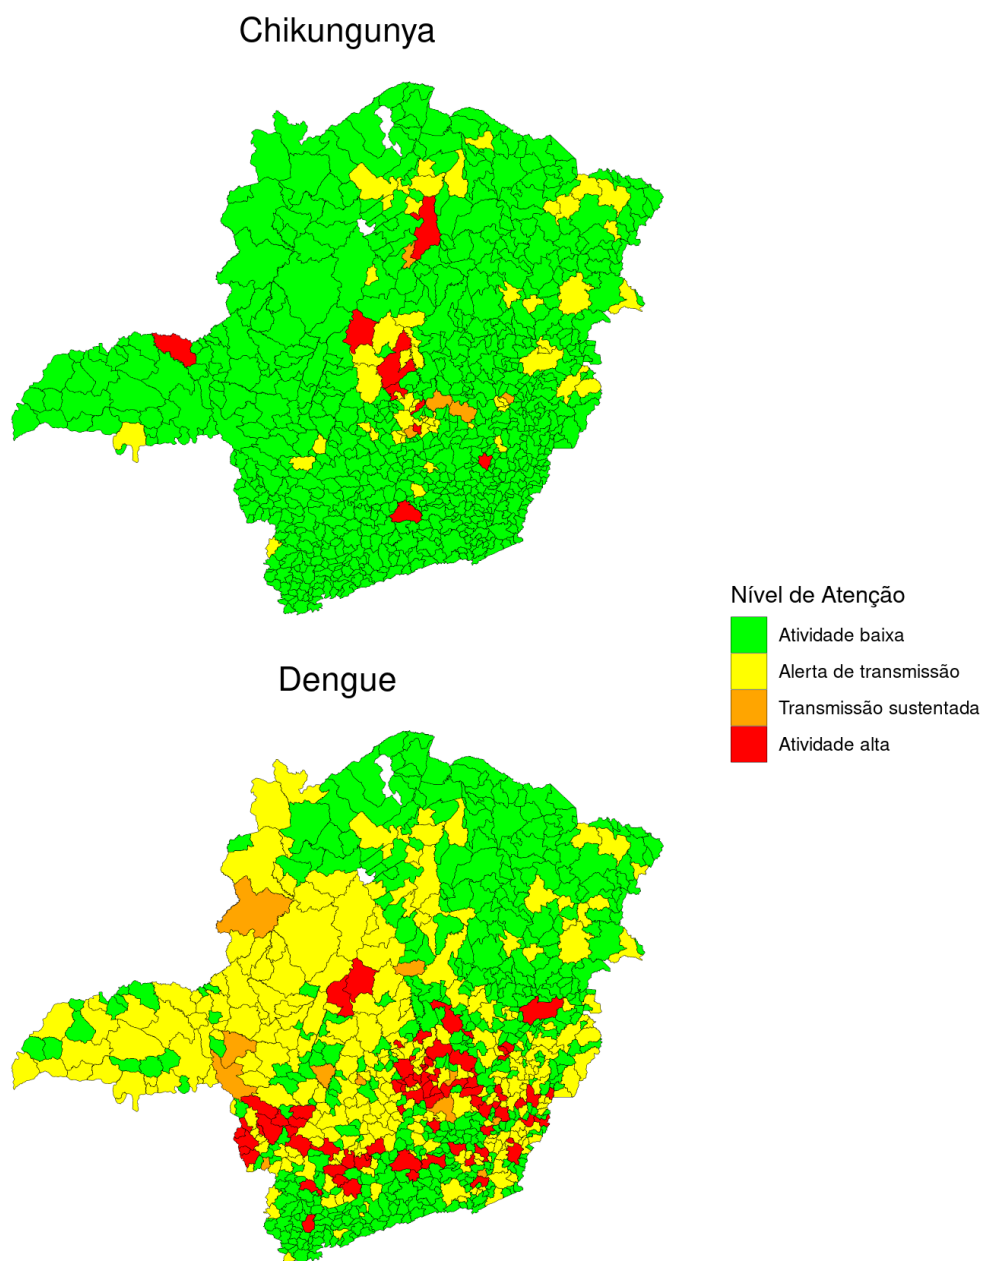 Chikungunya
Nível de Atenção
Atividade baixa
Alerta de transmissão
Transmissão sustentada
Atividade alta
Dengue